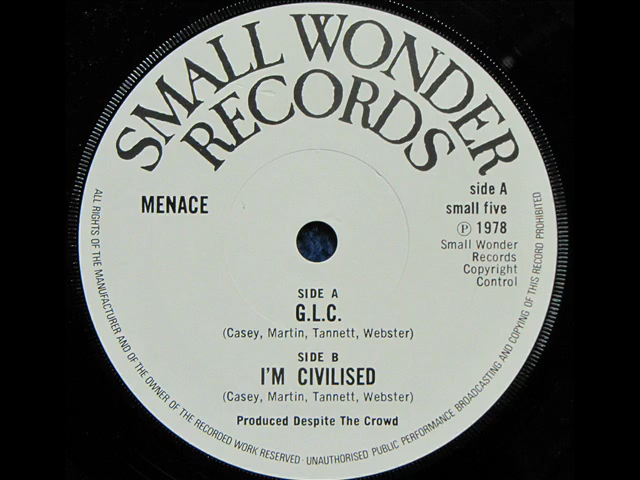 SMALL WONDER
RECORDS
MENACE
side A
small five
℗ 1978
Small Wonder
Records
Copyright
Control
SIDE A
G.L.C.
(Casey, Martin, Tannett, Webster)
SIDE B
I'M CIVILISED
(Casey, Martin, Tannett, Webster)
Produced Despite The Crowd
ALL RIGHTS OF THE MANUFACTURER AND OF THE OWNER OF THE RECORDED WORK RESERVED · UNAUTHORISED PUBLIC PERFORMANCE BROADCASTING AND COPYING OF THIS RECORD PROHIBITED